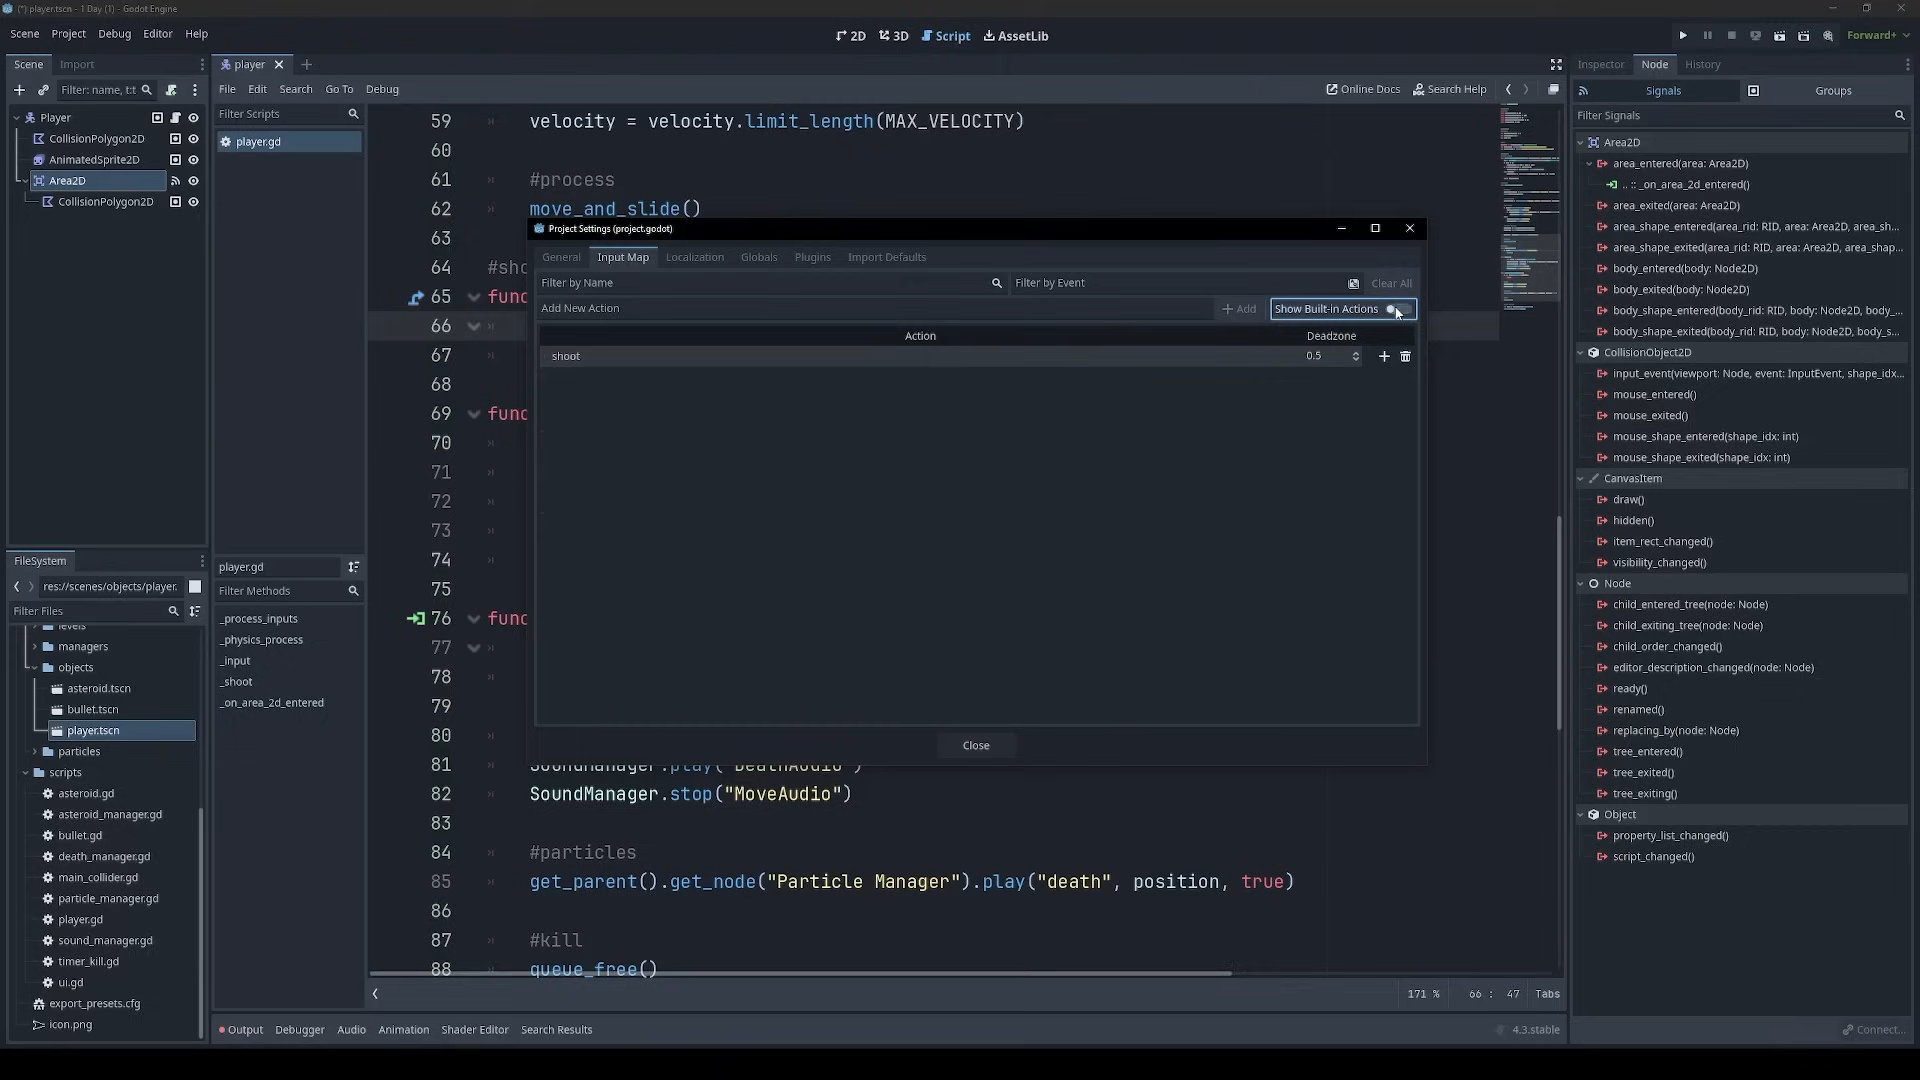 (*) player.tscn - 1 Day (1) - Godot Engine
Scene Project Debug Editor Help
2D 3D Script AssetLib
Forward+
Scene Import
Filter: name, t:t
Player
CollisionPolygon2D
AnimatedSprite2D
Area2D
CollisionPolygon2D
FileSystem
res://scenes/objects/player.
Filter Files
levels
managers
objects
asteroid.tscn
bullet.tscn
player.tscn
particles
scripts
asteroid.gd
asteroid_manager.gd
bullet.gd
death_manager.gd
main_collider.gd
particle_manager.gd
player.gd
sound_manager.gd
timer_kill.gd
ui.gd
export_presets.cfg
icon.png
player
File Edit Search Go To Debug
Online Docs Search Help
Filter Scripts
player.gd
player.gd
Filter Methods
_process_inputs
_physics_process
_input
_shoot
_on_area_2d_entered
59 velocity = velocity.limit_length(MAX_VELOCITY)
60
61 #process
62 move_and_slide()
63
64 #sho
65 func
66
67
68
69 func
70
71
72
73
74
75
76 func
77
78
79
80
81 SoundManager.play("DeathAudio")
82 SoundManager.stop("MoveAudio")
83
84 #particles
85 get_parent().get_node("Particle Manager").play("death", position, true)
86
87 #kill
88 queue_free()
171 % 66 : 47 Tabs
Output Debugger Audio Animation Shader Editor Search Results
4.3.stable
Project Settings (project.godot)
General Input Map Localization Globals Plugins Import Defaults
Filter by Name Filter by Event Clear All
Add New Action + Add Show Built-in Actions
Action Deadzone
shoot 0.5
Close
Inspector Node History
Signals Groups
Filter Signals
Area2D
area_entered(area: Area2D)
.. :: _on_area_2d_entered()
area_exited(area: Area2D)
area_shape_entered(area_rid: RID, area: Area2D, area_sh...
area_shape_exited(area_rid: RID, area: Area2D, area_shap...
body_entered(body: Node2D)
body_exited(body: Node2D)
body_shape_entered(body_rid: RID, body: Node2D, body_...
body_shape_exited(body_rid: RID, body: Node2D, body_s...
CollisionObject2D
input_event(viewport: Node, event: InputEvent, shape_idx...
mouse_entered()
mouse_exited()
mouse_shape_entered(shape_idx: int)
mouse_shape_exited(shape_idx: int)
CanvasItem
draw()
hidden()
item_rect_changed()
visibility_changed()
Node
child_entered_tree(node: Node)
child_exiting_tree(node: Node)
child_order_changed()
editor_description_changed(node: Node)
ready()
renamed()
replacing_by(node: Node)
tree_entered()
tree_exited()
tree_exiting()
Object
property_list_changed()
script_changed()
Connect...